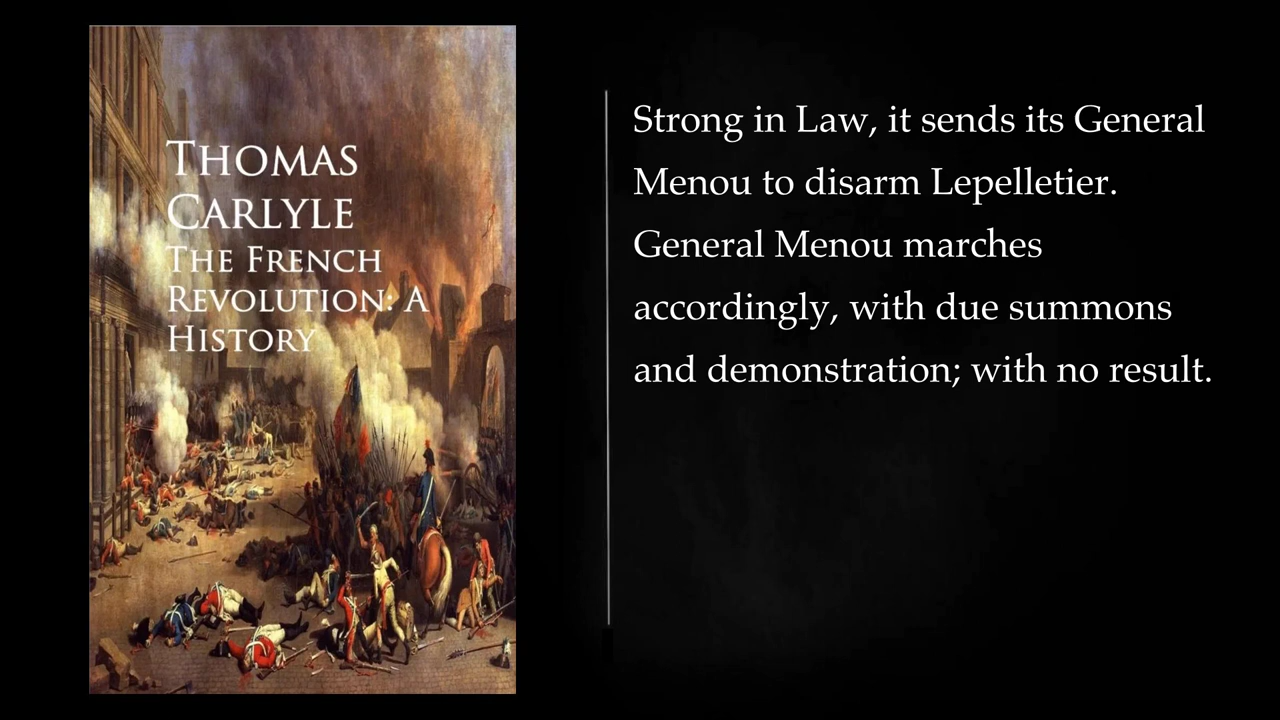 THOMAS
CARLYLE
THE FRENCH
REVOLUTION: A
HISTORY
Strong in Law, it sends its General
Menou to disarm Lepelletier.
General Menou marches
accordingly, with due summons
and demonstration; with no result.